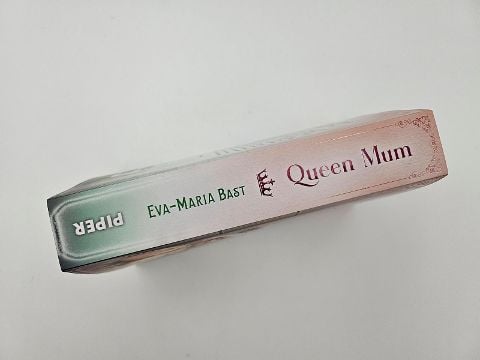 PIPER
EVA-MARIA BAST
Queen Mum